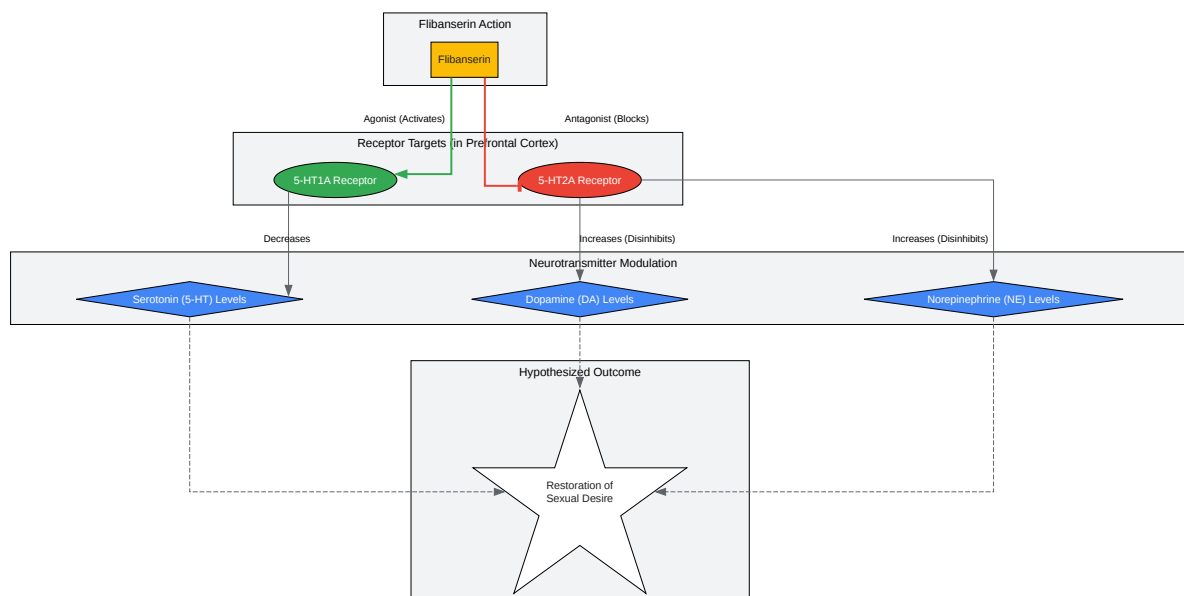 Flibanserin Action
Flibanserin
Agonist (Activates)
Antagonist (Blocks)
Receptor Targets (in Prefrontal Cortex)
5-HT1A Receptor
5-HT2A Receptor
Decreases
Increases (Disinhibits)
Increases (Disinhibits)
Neurotransmitter Modulation
Serotonin (5-HT) Levels
Dopamine (DA) Levels
Norepinephrine (NE) Levels
Hypothesized Outcome
Restoration of
Sexual Desire